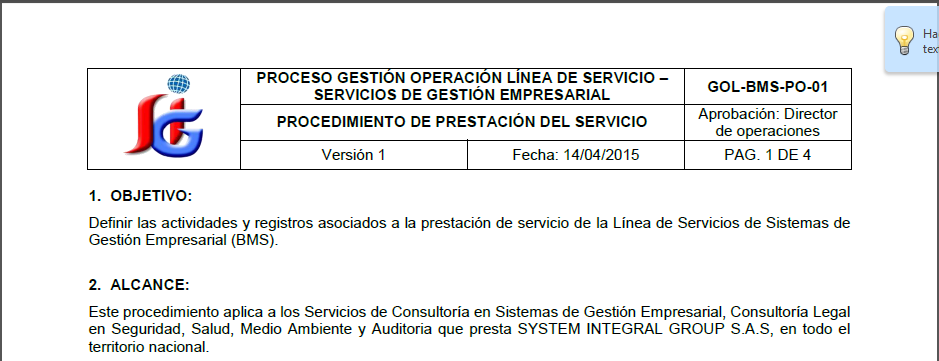 PROCESO GESTIÓN OPERACIÓN LÍNEA DE SERVICIO –
SERVICIOS DE GESTIÓN EMPRESARIAL
GOL-BMS-PO-01
PROCEDIMIENTO DE PRESTACIÓN DEL SERVICIO
Aprobación: Director
de operaciones
Versión 1
Fecha: 14/04/2015
PAG. 1 DE 4
1. OBJETIVO:
Definir las actividades y registros asociados a la prestación de servicio de la Línea de Servicios de Sistemas de
Gestión Empresarial (BMS).
2. ALCANCE:
Este procedimiento aplica a los Servicios de Consultoría en Sistemas de Gestión Empresarial, Consultoría Legal
en Seguridad, Salud, Medio Ambiente y Auditoria que presta SYSTEM INTEGRAL GROUP S.A.S, en todo el
territorio nacional.